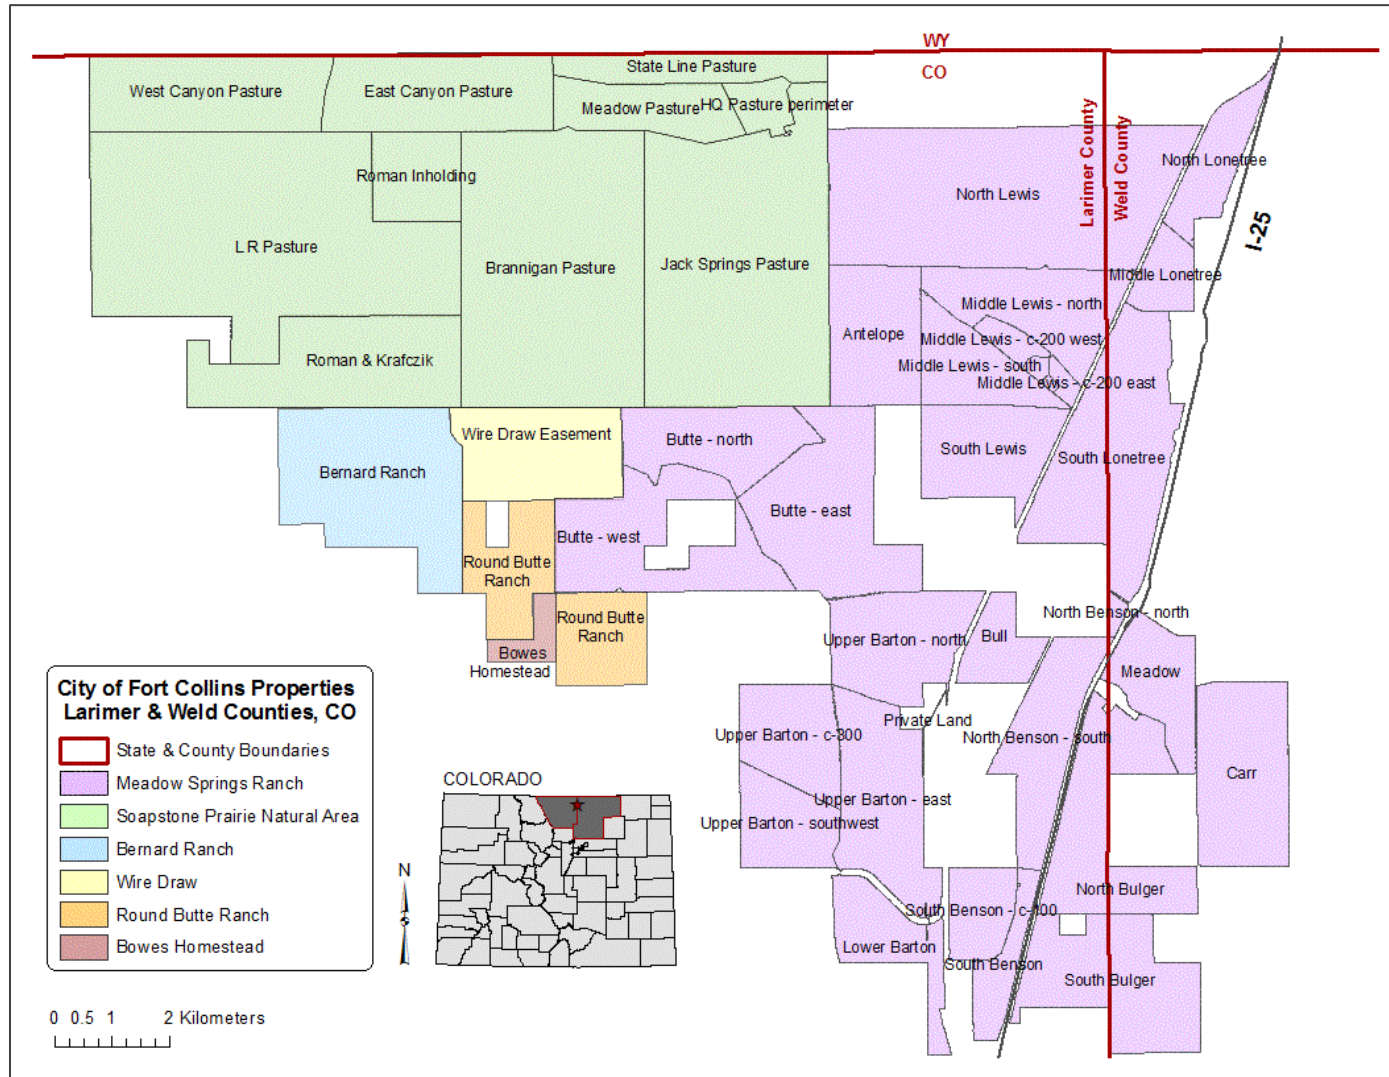 WY
CO
State Line Pasture
West Canyon Pasture
East Canyon Pasture
Meadow Pasture
HQ Pasture perimeter
Larimer County
Weld County
North Lonetree
Roman Inholding
North Lewis
I-25
L R Pasture
Brannigan Pasture
Jack Springs Pasture
Middle Lonetree
Middle Lewis - north
Antelope
Middle Lewis - c-200 west
Roman & Krafczik
Middle Lewis - south
Middle Lewis - c-200 east
Wire Draw Easement
Butte - north
South Lewis
South Lonetree
Bernard Ranch
Butte - east
Butte - west
Round Butte
Ranch
North Benson - north
Round Butte
Ranch
Upper Barton - north
Bull
Bowes
Homestead
Meadow
Private Land
Upper Barton - c-300
North Benson - south
Carr
Upper Barton - east
Upper Barton - southwest
North Bulger
South Benson - c-100
Lower Barton
South Benson
South Bulger
City of Fort Collins Properties
Larimer & Weld Counties, CO
State & County Boundaries
Meadow Springs Ranch
Soapstone Prairie Natural Area
Bernard Ranch
Wire Draw
Round Butte Ranch
Bowes Homestead
COLORADO
N
0 0.5 1 2 Kilometers